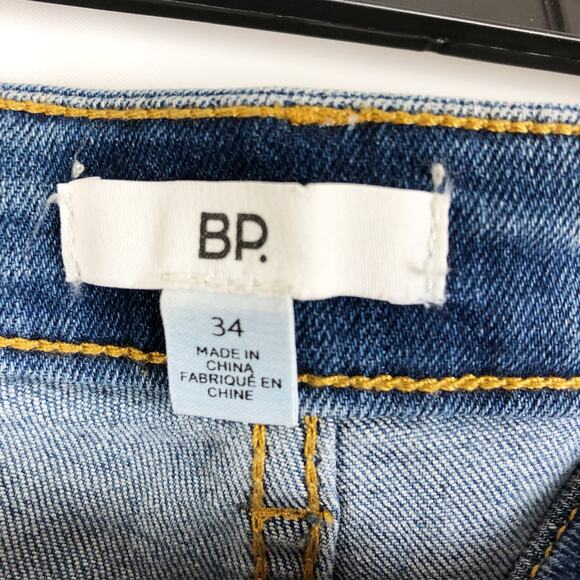 BP.
34
MADE IN
CHINA
FABRIQUÉ EN
CHINE